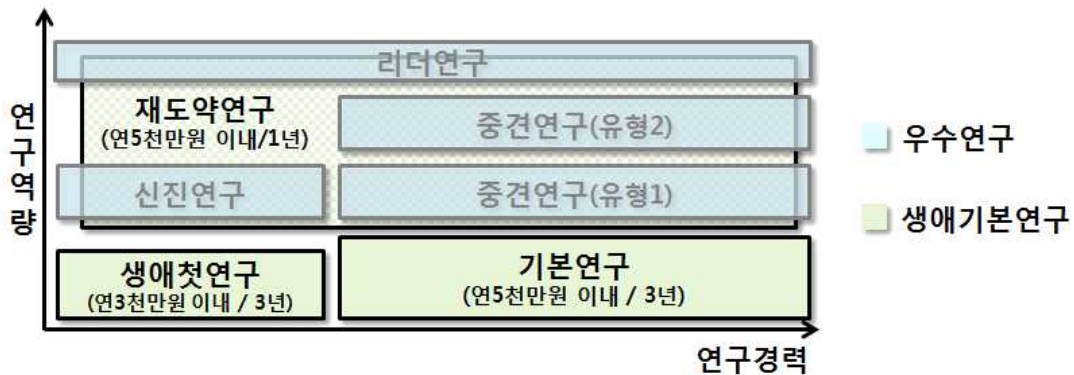 리더연구
재도약연구
(연5천만원 이내/1년)
중견연구(유형2)
신진연구
중견연구(유형1)
생애첫연구
(연3천만원 이내 / 3년)
기본연구
(연5천만원 이내 / 3년)
연구역량
연구경력
우수연구
생애기본연구